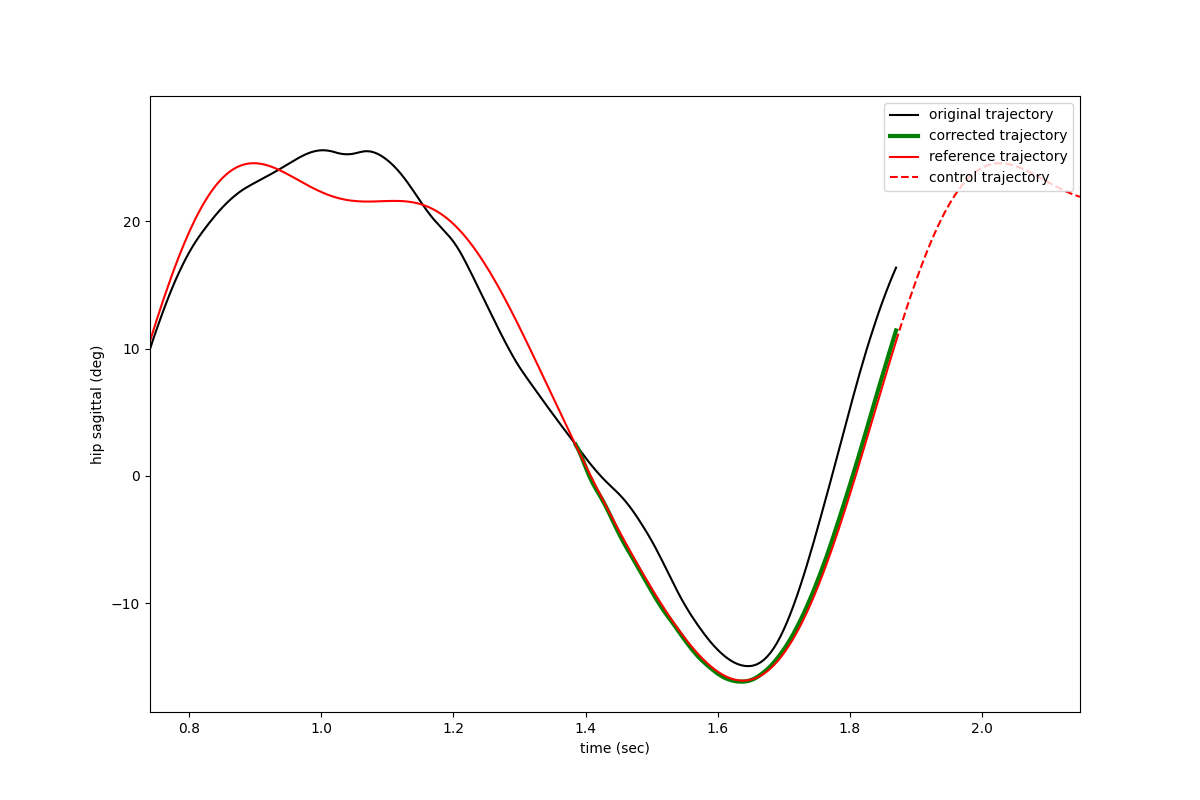 original trajectory
corrected trajectory
reference trajectory
control trajectory
20
10
0
−10
hip sagittal (deg)
0.8 1.0 1.2 1.4 1.6 1.8 2.0
time (sec)